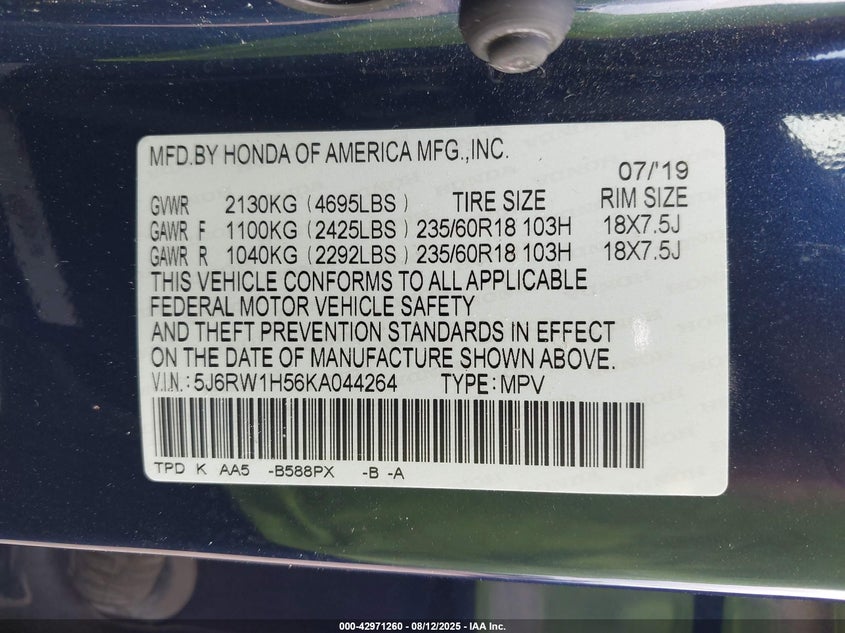 MFD.BY HONDA OF AMERICA MFG.,INC.
07/'19
GVWR 2130KG (4695LBS) TIRE SIZE RIM SIZE
GAWR F 1100KG (2425LBS) 235/60R18 103H 18X7.5J
GAWR R 1040KG (2292LBS) 235/60R18 103H 18X7.5J
THIS VEHICLE CONFORMS TO ALL APPLICABLE
FEDERAL MOTOR VEHICLE SAFETY
AND THEFT PREVENTION STANDARDS IN EFFECT
ON THE DATE OF MANUFACTURE SHOWN ABOVE.
V.I.N.: 5J6RW1H56KA044264 TYPE: MPV
TPD K AA5 -B588PX -B -A
000-42971260 - 08/12/2025 - IAA Inc.